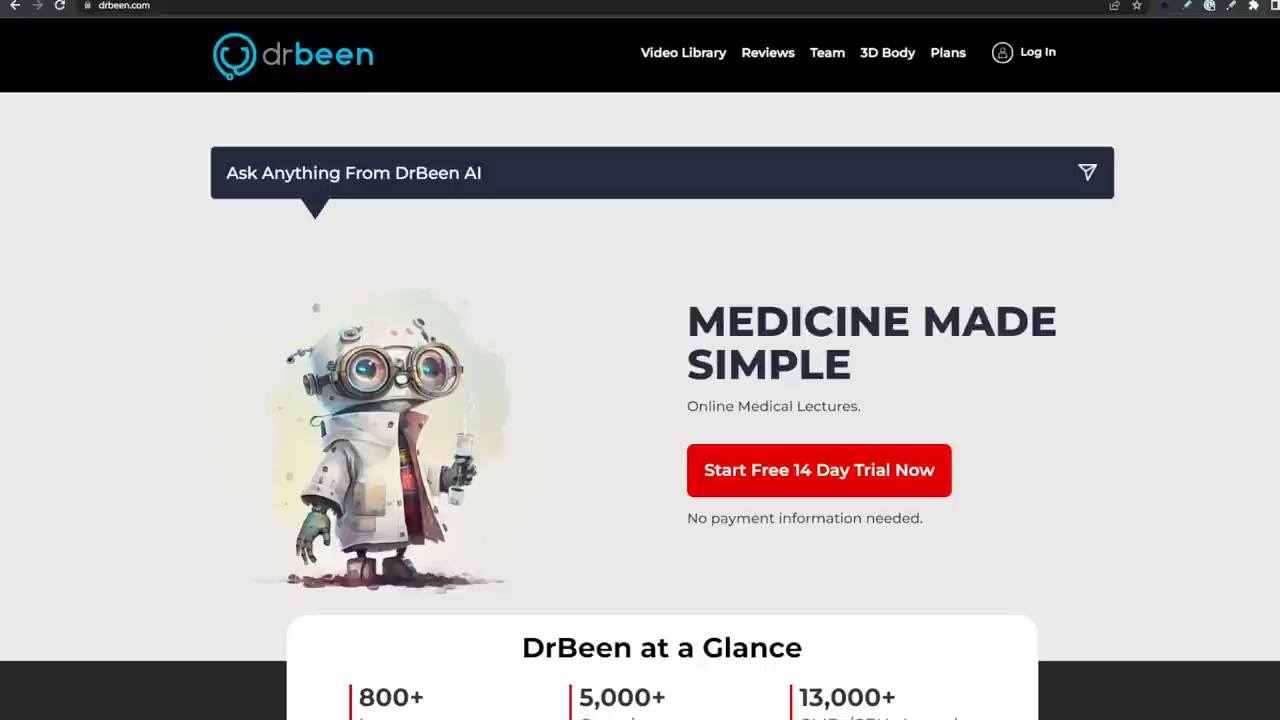 drbeen.com
drbeen
Video Library
Reviews
Team
3D Body
Plans
Log In
Ask Anything From DrBeen AI
MEDICINE MADE
SIMPLE
Online Medical Lectures.
Start Free 14 Day Trial Now
No payment information needed.
DrBeen at a Glance
800+
5,000+
13,000+